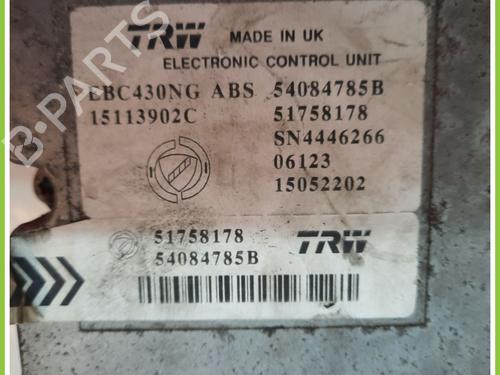 TRW MADE IN UK
ELECTRONIC CONTROL UNIT
EBC430NG ABS 54084785B
15113902C 51758178
SN4446266
06123
15052202
51758178 TRW
54084785B
B-PARTS